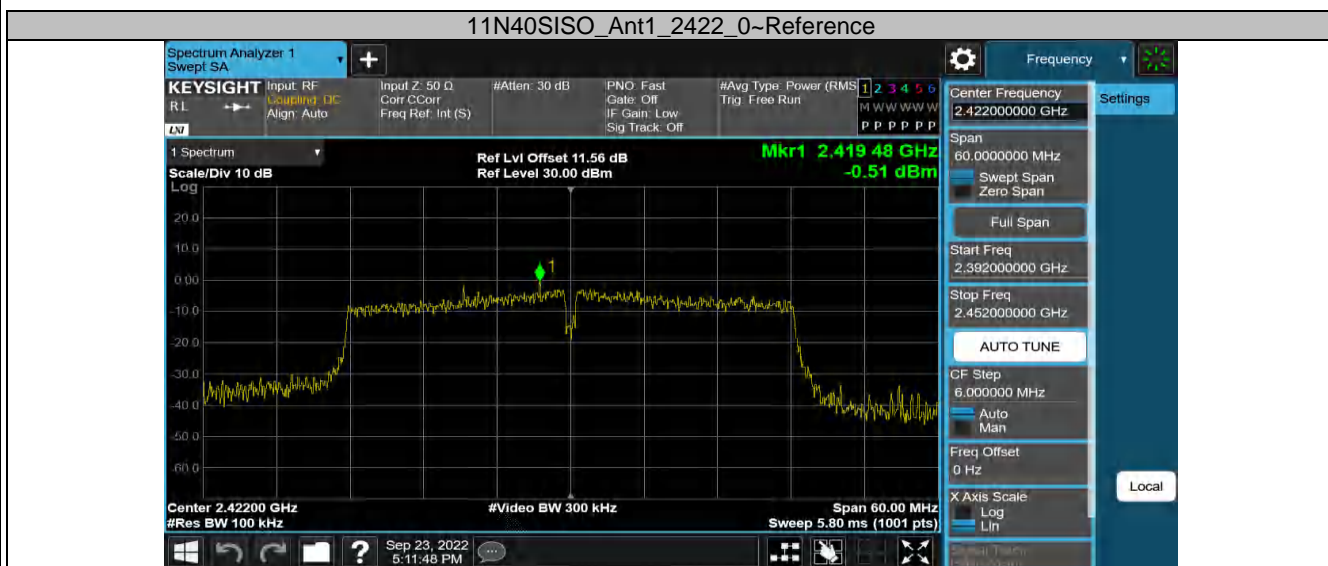 11N40SISO_Ant1_2422_0~Reference
Spectrum Analyzer 1
Swept SA
Frequency
KEYSIGHT
RL
LXI
Input: RF
Coupling: DC
Align: Auto
Input Z: 50 Ω
Corr CCorr
Freq Ref: Int (S)
#Atten: 30 dB
PNO: Fast
Gate: Off
IF Gain: Low
Sig Track: Off
#Avg Type: Power (RMS
Trig: Free Run
1 2 3 4 5 6
M W W W W W
P P P P P P
1 Spectrum
Scale/Div 10 dB
Ref Lvl Offset 11.56 dB
Ref Level 30.00 dBm
Mkr1 2.419 48 GHz
-0.51 dBm
Log
20.0
10.0
0.00
-10.0
-20.0
-30.0
-40.0
-50.0
-60.0
1
Center 2.42200 GHz
#Res BW 100 kHz
#Video BW 300 kHz
Span 60.00 MHz
Sweep 5.80 ms (1001 pts)
Sep 23, 2022
5:11:48 PM
Center Frequency
2.422000000 GHz
Settings
Span
60.0000000 MHz
Swept Span
Zero Span
Full Span
Start Freq
2.392000000 GHz
Stop Freq
2.452000000 GHz
AUTO TUNE
CF Step
6.000000 MHz
Auto
Man
Freq Offset
0 Hz
X Axis Scale
Log
Lin
Local